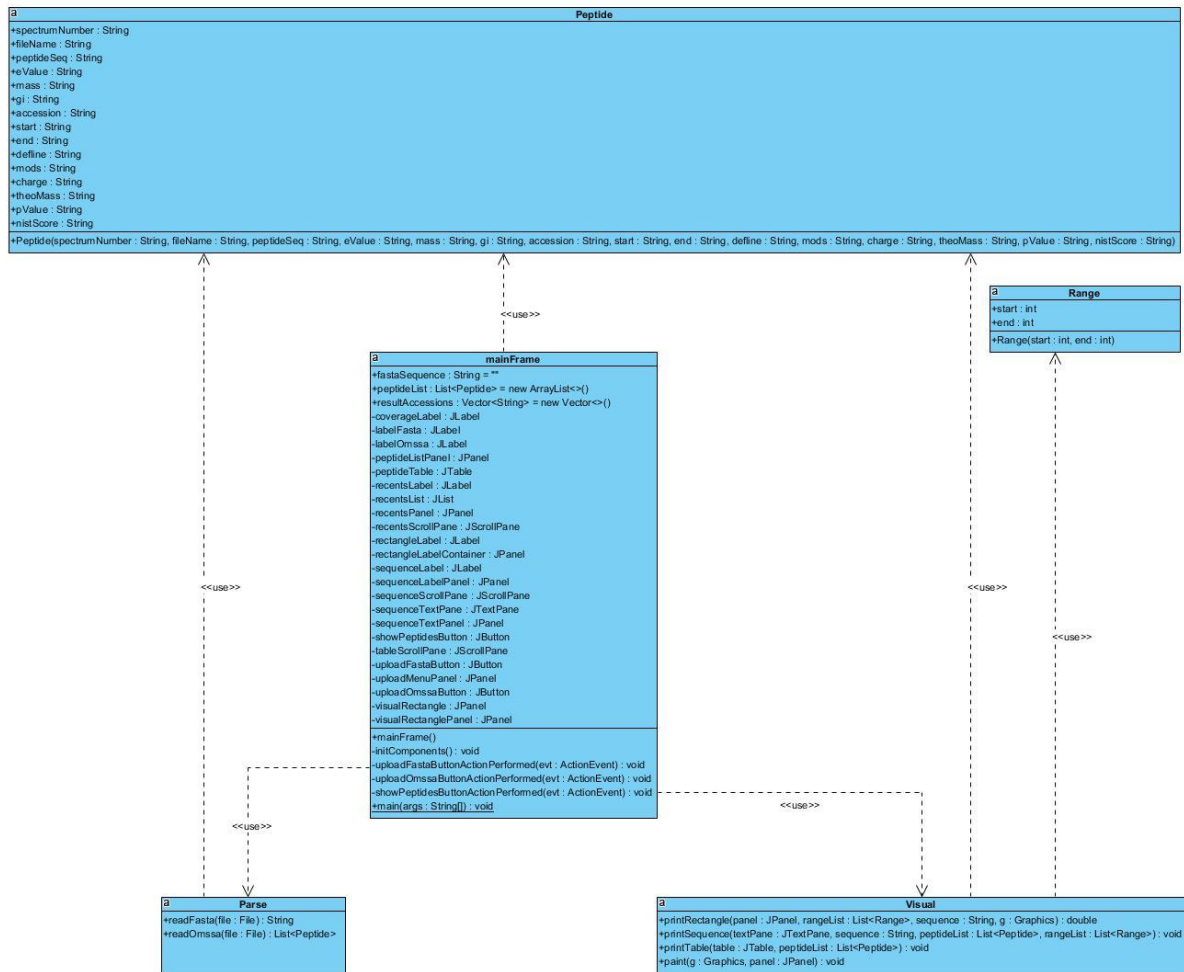 a
Peptide
+spectrumNumber : String
+fileName : String
+peptideSeq : String
+eValue : String
+mass : String
+gi : String
+accession : String
+start : String
+end : String
+defline : String
+mods : String
+charge : String
+theoMass : String
+pValue : String
+nistScore : String
+Peptide(spectrumNumber : String, fileName : String, peptideSeq : String, eValue : String, mass : String, gi : String, accession : String, start : String, end : String, defline : String, mods : String, charge : String, theoMass : String, pValue : String, nistScore : String)
a
Range
+start : int
+end : int
+Range(start : int, end : int)
<<use>>
a
mainFrame
+fastaSequence : String = ""
+peptideList : List<Peptide> = new ArrayList<>()
+resultAccessions : Vector<String> = new Vector<>()
-coverageLabel : JLabel
-labelFasta : JLabel
-labelOmssa : JLabel
-peptideListPanel : JPanel
-peptideTable : JTable
-recentsLabel : JLabel
-recentsList : JList
-recentsPanel : JPanel
-recentsScrollPane : JScrollPane
-rectangleLabel : JLabel
-rectangleLabelContainer : JPanel
-sequenceLabel : JLabel
-sequenceLabelPanel : JPanel
-sequenceScrollPane : JScrollPane
-sequenceTextPane : JTextPane
-sequenceTextPanel : JPanel
-showPeptidesButton : JButton
-tableScrollPane : JScrollPane
-uploadFastaButton : JButton
-uploadMenuPanel : JPanel
-uploadOmssaButton : JButton
-visualRectangle : JPanel
-visualRectanglePanel : JPanel
+mainFrame()
-initComponents() : void
-uploadFastaButtonActionPerformed(evt : ActionEvent) : void
-uploadOmssaButtonActionPerformed(evt : ActionEvent) : void
-showPeptidesButtonActionPerformed(evt : ActionEvent) : void
+main(args : String[]) : void
<<use>>
<<use>>
<<use>>
<<use>>
<<use>>
a
Parse
+readFasta(file : File) : String
+readOmssa(file : File) : List<Peptide>
a
Visual
+printRectangle(panel : JPanel, rangeList : List<Range>, sequence : String, g : Graphics) : double
+printSequence(textPane : JTextPane, sequence : String, peptideList : List<Peptide>, rangeList : List<Range>) : void
+printTable(table : JTable, peptideList : List<Peptide>) : void
+paint(g : Graphics, panel : JPanel) : void